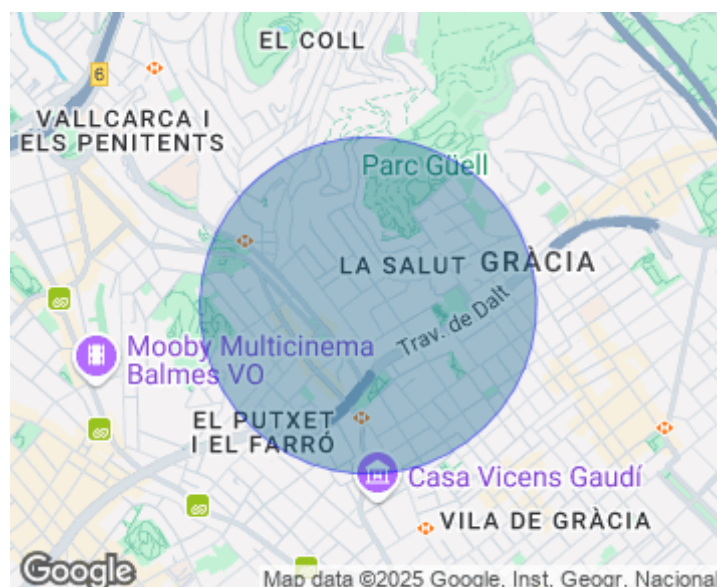 EL COLL
6
VALLCARCA I
ELS PENITENTS
Parc Güell
LA SALUT
GRÀCIA
Trav. de Dalt
Mooby Multicinema
Balmes VO
EL PUTXET
I EL FARRÓ
Casa Vicens Gaudí
VILA DE GRÀCIA
Google
Map data ©2025 Google, Inst. Geogr. Nacional